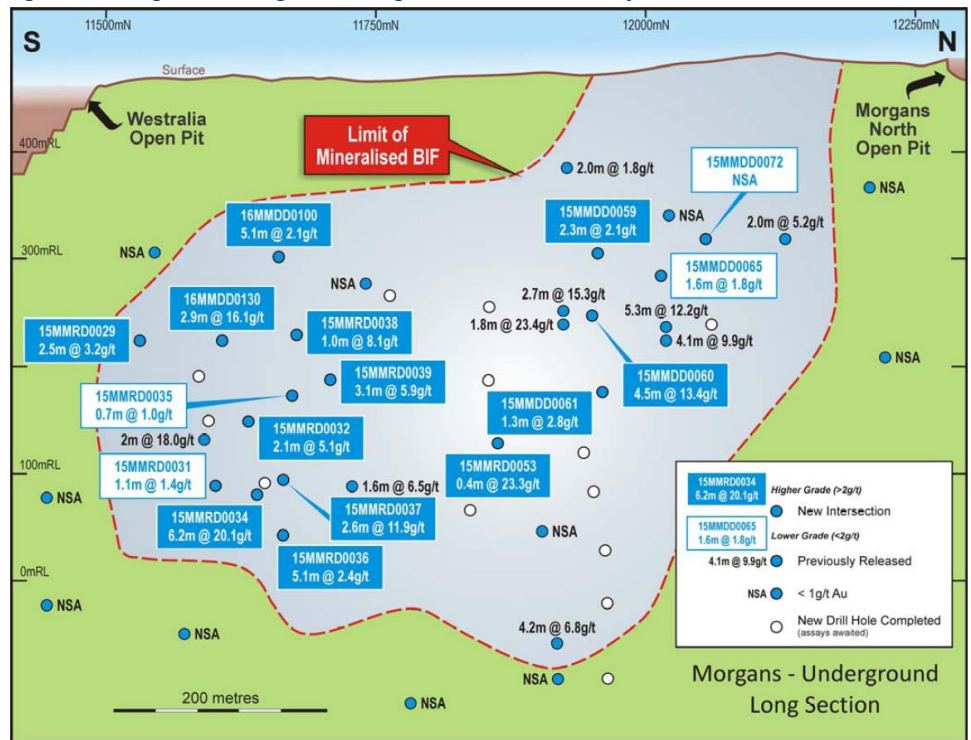 11500mN
11750mN
12000mN
12250mN
S
N
Surface
Westralia
Open Pit
Morgans
North
Open Pit
400mRL
Limit of
Mineralised BIF
2.0m @ 1.8g/t
15MMDD0072
NSA
NSA
16MMDD0100
5.1m @ 2.1g/t
15MMDD0059
2.3m @ 2.1g/t
NSA
2.0m @ 5.2g/t
300mRL
NSA
NSA
15MMDD0065
1.6m @ 1.8g/t
16MMDD0130
2.9m @ 16.1g/t
2.7m @ 15.3g/t
1.8m @ 23.4g/t
5.3m @ 12.2g/t
4.1m @ 9.9g/t
15MMRD0029
2.5m @ 3.2g/t
15MMRD0038
1.0m @ 8.1g/t
NSA
15MMRD0039
3.1m @ 5.9g/t
15MMDD0060
4.5m @ 13.4g/t
15MMRD0035
0.7m @ 1.0g/t
15MMDD0061
1.3m @ 2.8g/t
15MMRD0032
2.1m @ 5.1g/t
2m @ 18.0g/t
100mRL
15MMRD0031
1.1m @ 1.4g/t
15MMRD0053
0.4m @ 23.3g/t
1.6m @ 6.5g/t
NSA
15MMRD0034
6.2m @ 20.1g/t
15MMRD0037
2.6m @ 11.9g/t
NSA
15MMRD0036
5.1m @ 2.4g/t
0mRL
NSA
NSA
4.2m @ 6.8g/t
NSA
NSA
200 metres
15MMRD0034
6.2m @ 20.1g/t
Higher Grade (>2g/t)
New Intersection
15MMDD0065
1.6m @ 1.8g/t
Lower Grade (<2g/t)
4.1m @ 9.9g/t
Previously Released
NSA
< 1g/t Au
New Drill Hole Completed
(assays awaited)
Morgans - Underground
Long Section